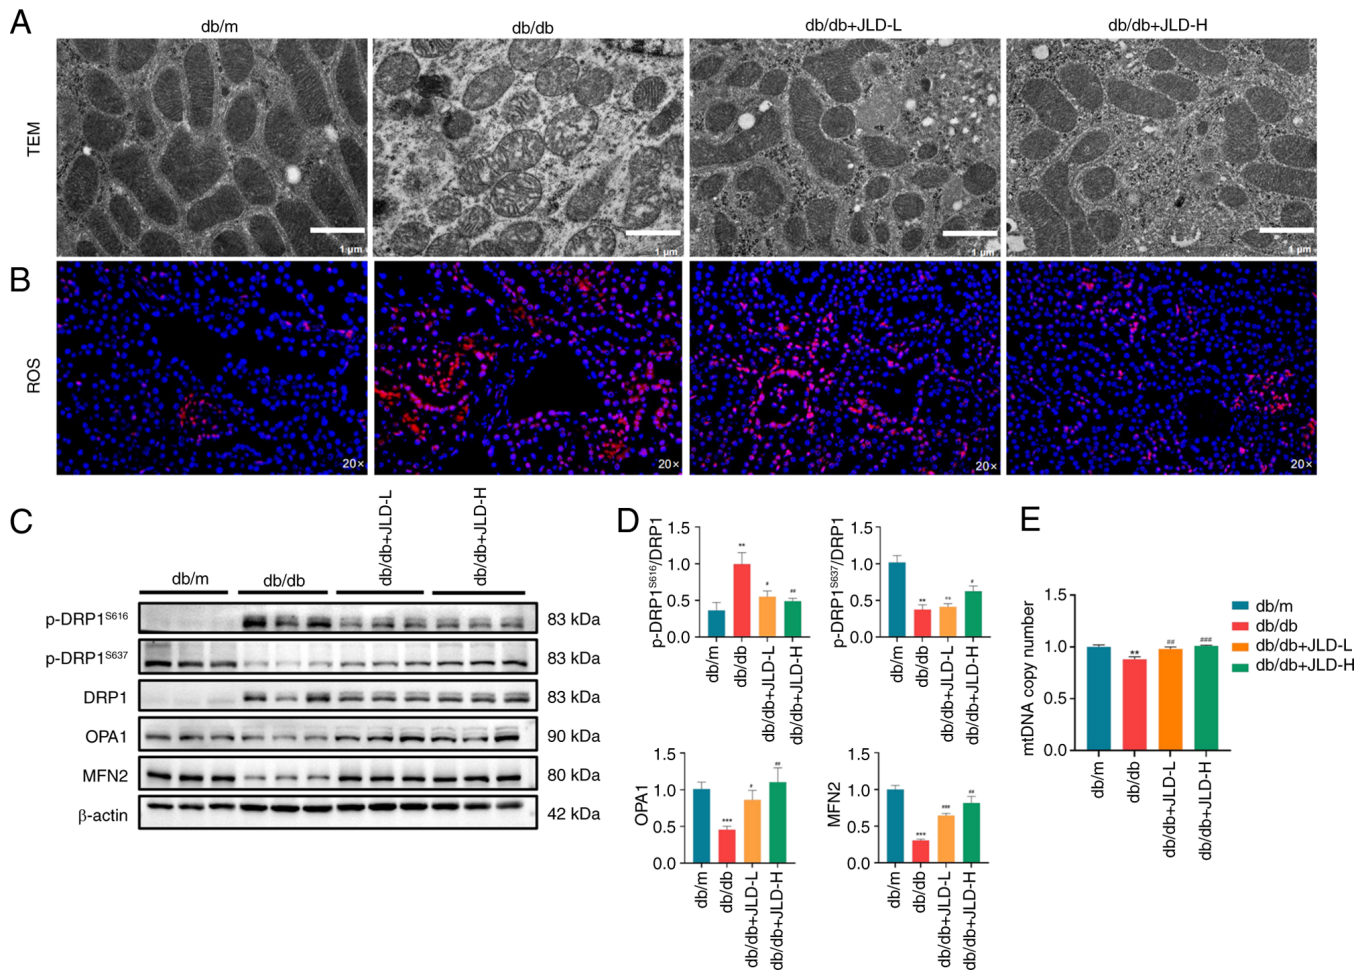 A
db/m
db/db
db/db+JLD-L
db/db+JLD-H
TEM
1 µm
1 µm
1 µm
1 µm
B
ROS
20×
20×
20×
20×
C
db/m
db/db
db/db+JLD-L
db/db+JLD-H
p-DRP1S616
83 kDa
p-DRP1S637
83 kDa
DRP1
83 kDa
OPA1
90 kDa
MFN2
80 kDa
β-actin
42 kDa
D
p-DRP1S616/DRP1
1.5
1.0
0.5
0.0
**
#
##
db/m
db/db
db/db+JLD-L
db/db+JLD-H
p-DRP1S637/DRP1
1.5
1.0
0.5
0.0
**
#
db/m
db/db
db/db+JLD-L
db/db+JLD-H
OPA1
1.5
1.0
0.5
0.0
***
#
##
db/m
db/db
db/db+JLD-L
db/db+JLD-H
MFN2
1.5
1.0
0.5
0.0
***
###
##
db/m
db/db
db/db+JLD-L
db/db+JLD-H
E
mtDNA copy number
1.5
1.0
0.5
0.0
**
##
###
db/m
db/db
db/db+JLD-L
db/db+JLD-H
db/m
db/db
db/db+JLD-L
db/db+JLD-H